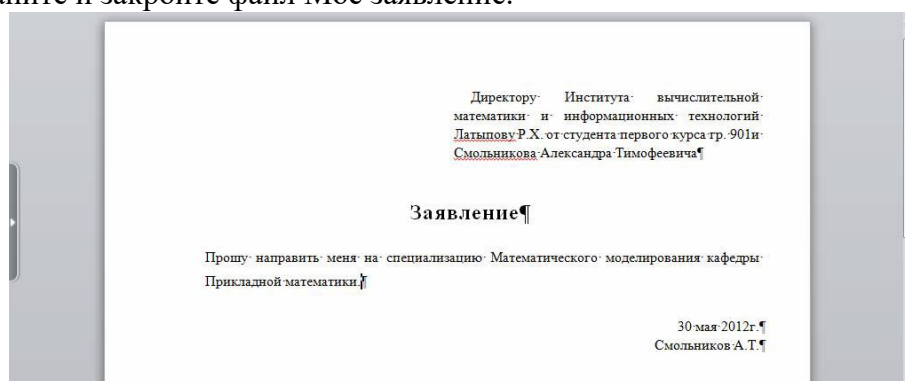 ните и закройте файл Мое заявление.
Директору Института вычислительной
математики и информационных технологий
Латыпову Р.Х. от студента первого курса гр. 901и
Смольникова Александра Тимофеевича¶
Заявление¶
Прошу направить меня на специализацию Математического моделирования кафедры
Прикладной математики.¶
30 мая 2012г.¶
Смольников А.Т.¶